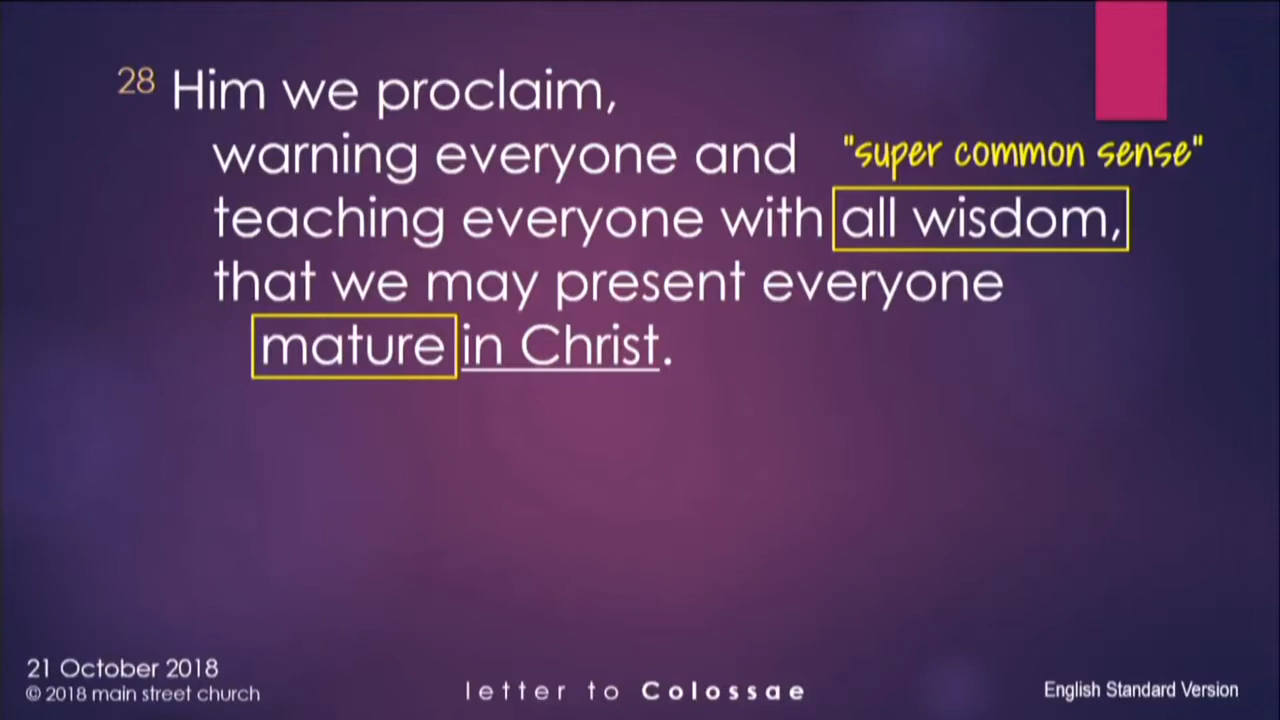 28 Him we proclaim,
warning everyone and "super common sense"
teaching everyone with all wisdom,
that we may present everyone
mature in Christ.
21 October 2018
© 2018 main street church
letter to Colossae
English Standard Version